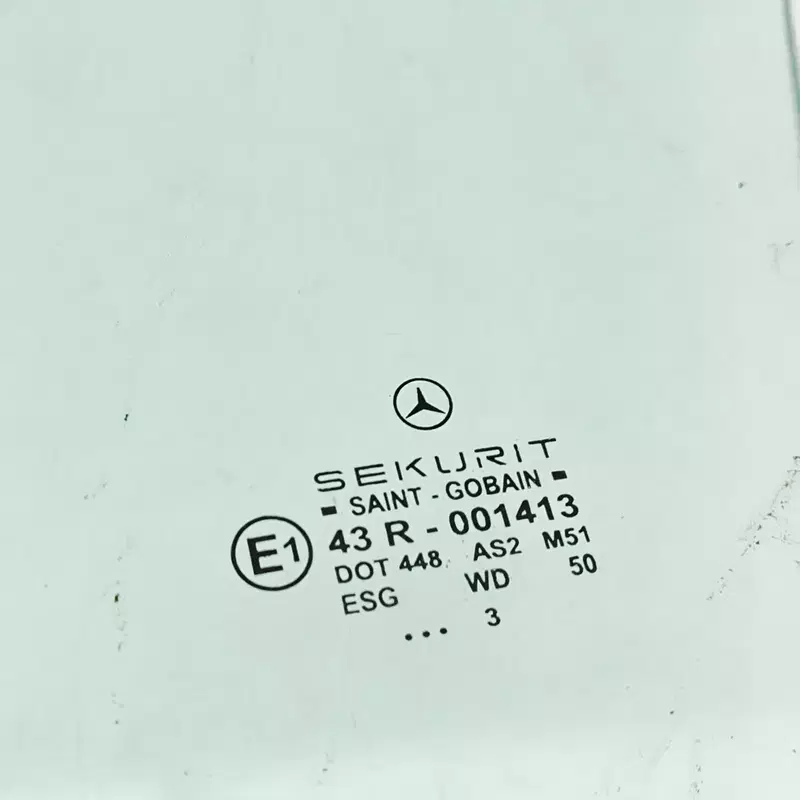 SEKURIT
- SAINT - GOBAIN -
E1 43 R - 001413
DOT 448 AS2 M51
ESG WD 50
... 3